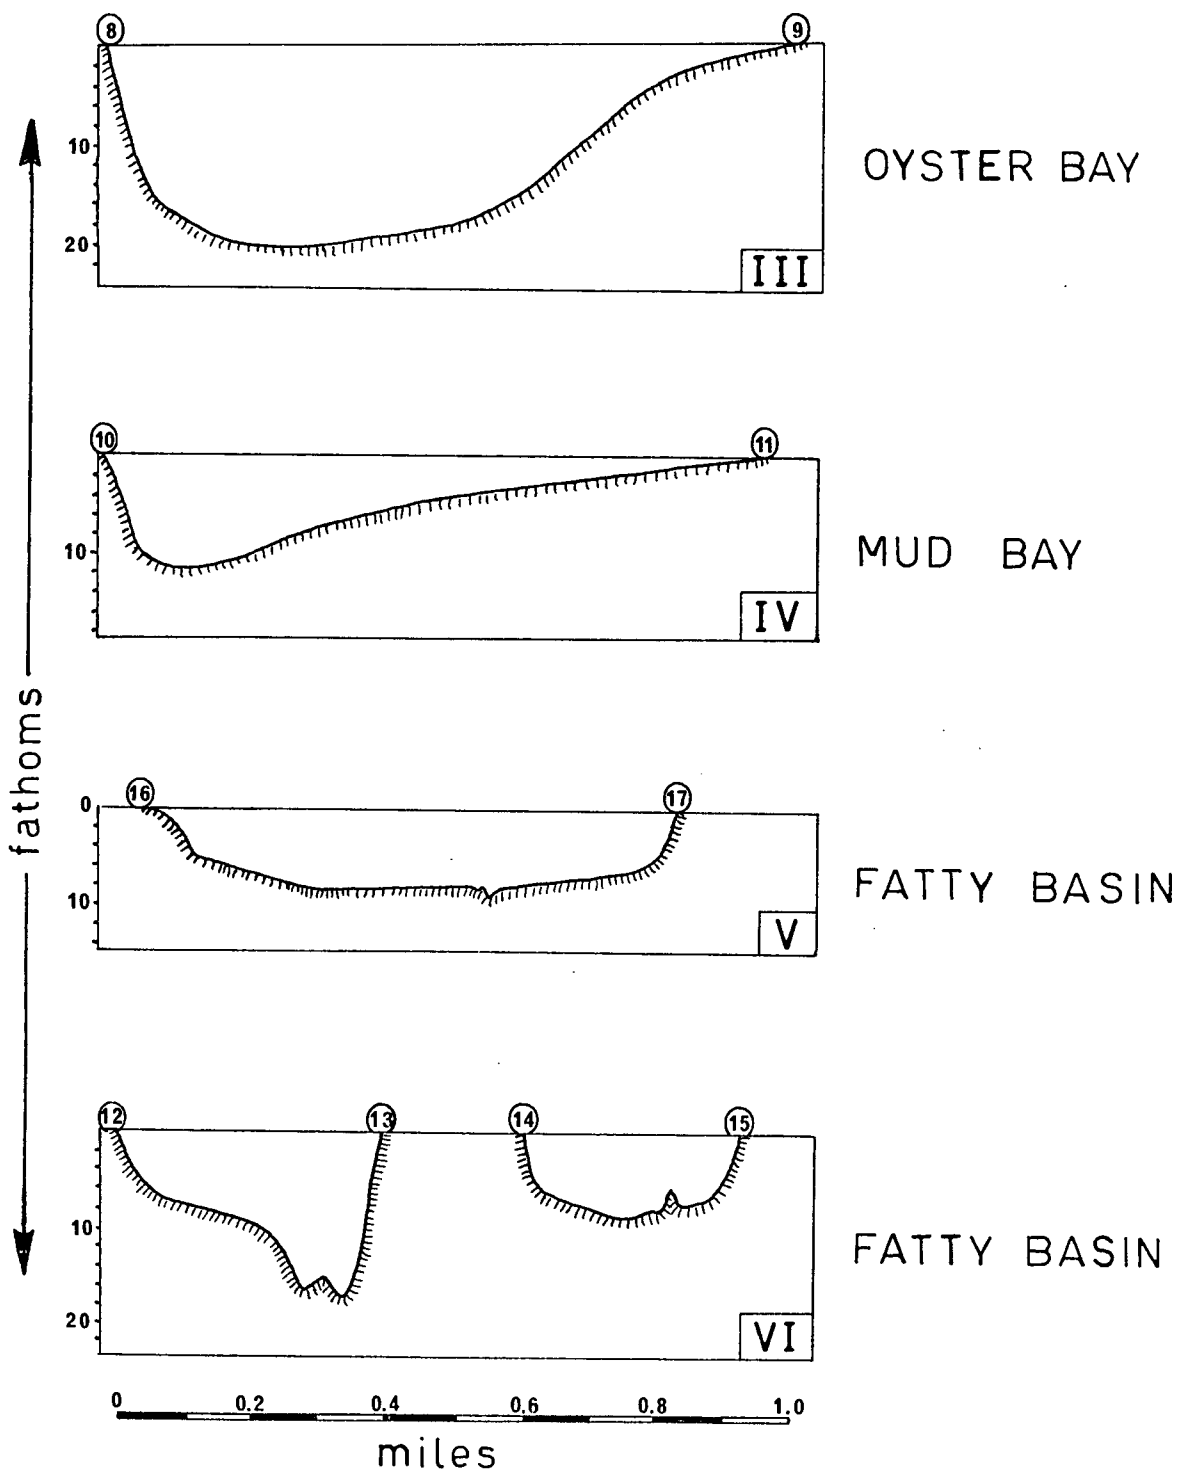 8 9
10
20
OYSTER BAY
III
10 11
10
MUD BAY
IV
fathoms
16 17
0
10
FATTY BASIN
V
12 13 14 15
10
20
FATTY BASIN
VI
0 0.2 0.4 0.6 0.8 1.0
miles